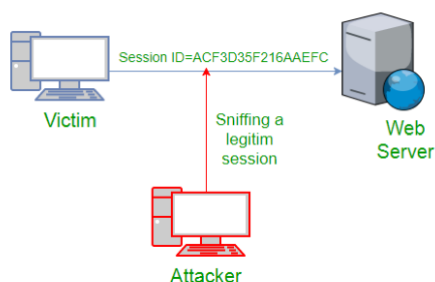 Session ID=ACF3D35F216AAEFC
Victim
Sniffing a
legitim
session
Web
Server
Attacker